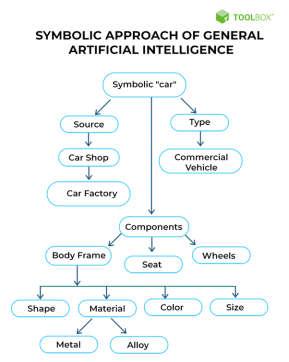 TOOLBOX™
SYMBOLIC APPROACH OF GENERAL
ARTIFICIAL INTELLIGENCE
Symbolic "car"
Source
Type
Car Shop
Commercial
Vehicle
Car Factory
Components
Body Frame
Seat
Wheels
Shape
Material
Color
Size
Metal
Alloy